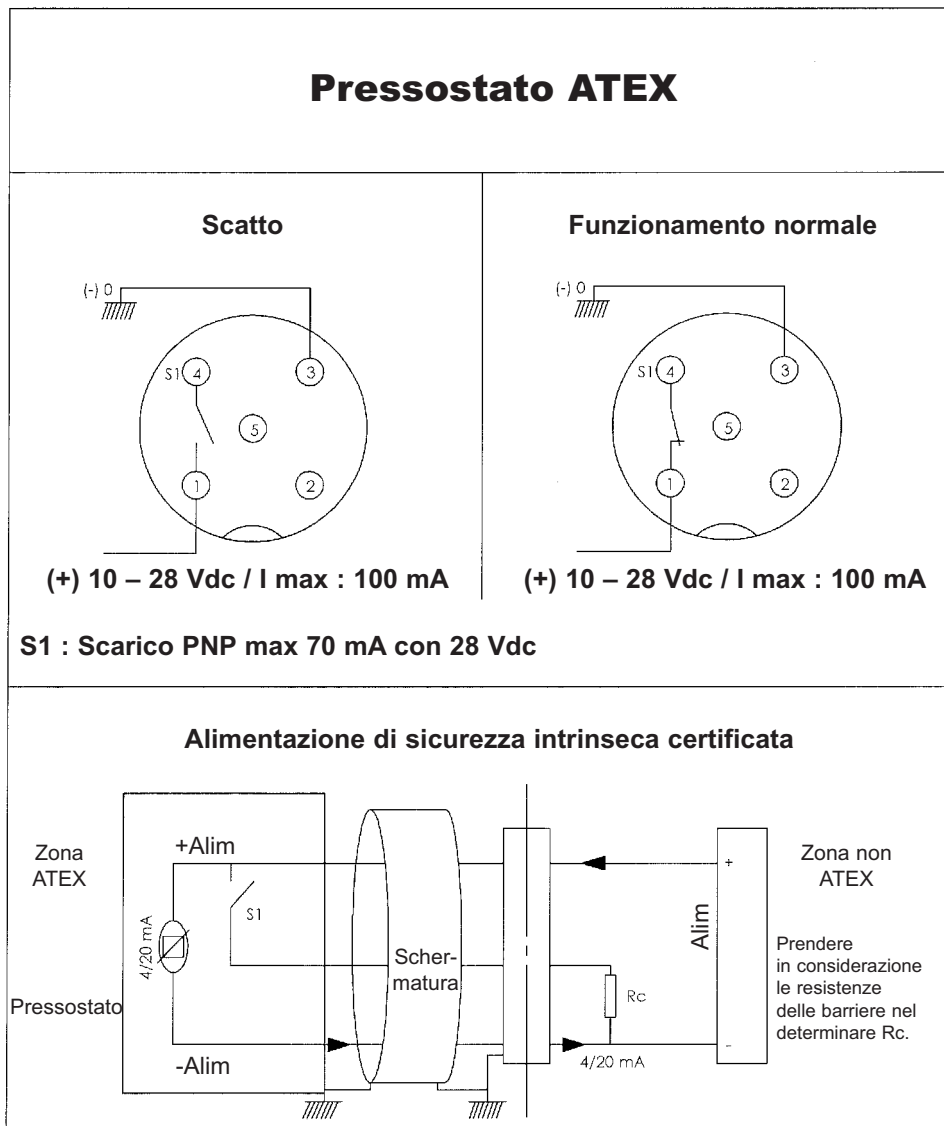 Pressostato ATEX
Scatto
(-) 0
S1 4
3
5
1
2
(+) 10 – 28 Vdc / I max : 100 mA
Funzionamento normale
(-) 0
S1 4
3
5
1
2
(+) 10 – 28 Vdc / I max : 100 mA
S1 : Scarico PNP max 70 mA con 28 Vdc
Alimentazione di sicurezza intrinseca certificata
Zona
ATEX
Pressostato
+Alim
S1
4/20 mA
-Alim
Scher-
matura
Rc
4/20 mA
+
Alim
-
Zona non
ATEX
Prendere
in considerazione
le resistenze
delle barriere nel
determinare Rc.